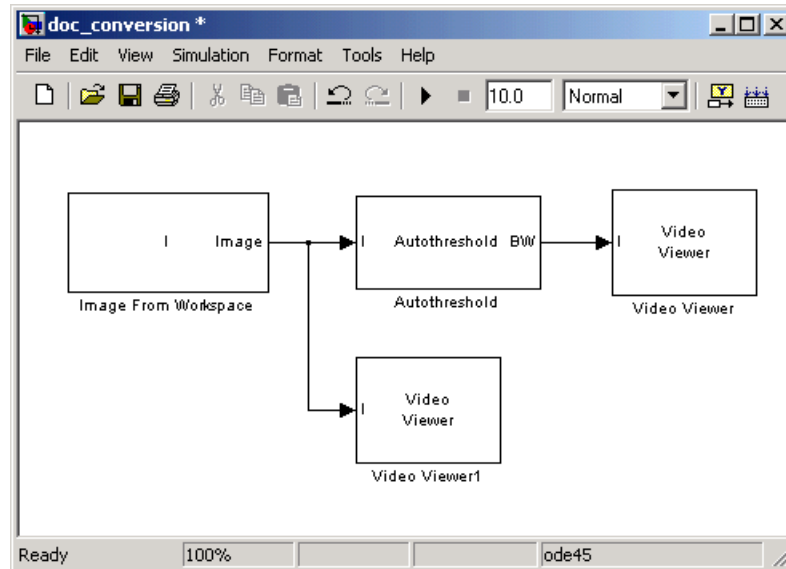 doc_conversion *
File Edit View Simulation Format Tools Help
10.0 Normal
I Image
Image From Workspace
I Autothreshold BW
Autothreshold
I Video
Viewer
Video Viewer
I Video
Viewer
Video Viewer1
Ready 100% ode45